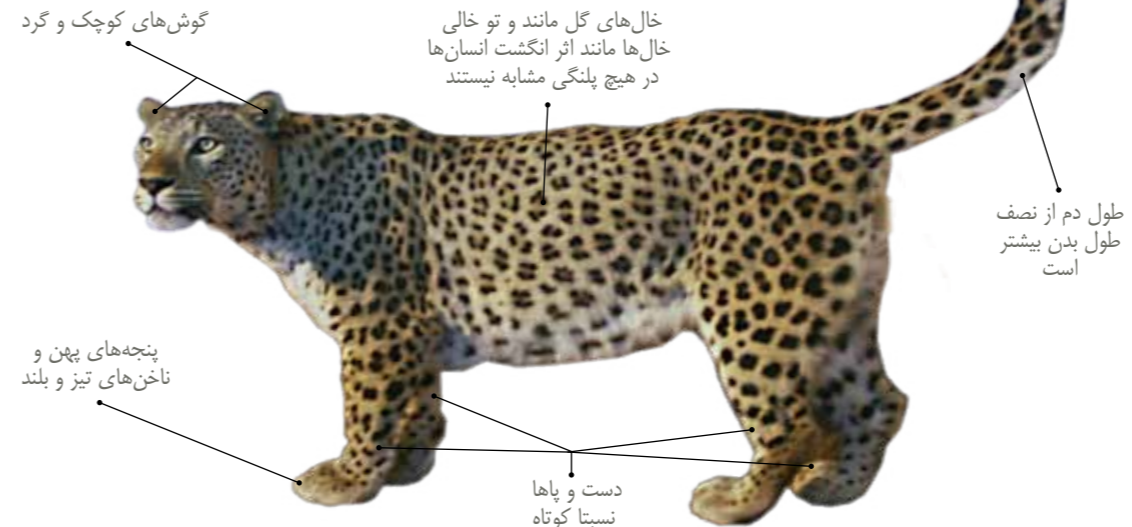 گوش‌های کوچک و گرد
خال‌های گل مانند و تو خالی
خال‌ها مانند اثر انگشت انسان‌ها
در هیچ پلنگی مشابه نیستند
طول دم از نصف
طول بدن بیشتر
است
پنجه‌های پهن و
ناخن‌های تیز و بلند
دست و پاها
نسبتا کوتاه